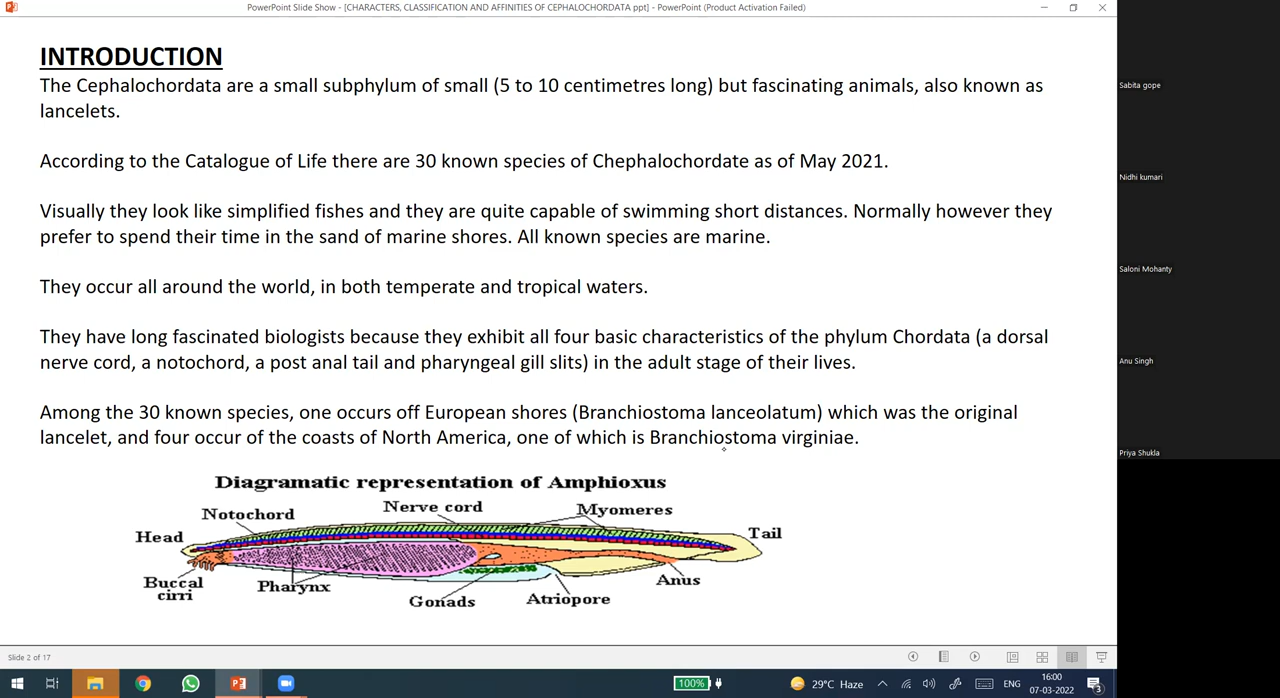 PowerPoint Slide Show - [CHARACTERS, CLASSIFICATION AND AFFINITIES OF CEPHALOCHORDATA ppt] - PowerPoint (Product Activation Failed)
INTRODUCTION
The Cephalochordata are a small subphylum of small (5 to 10 centimetres long) but fascinating animals, also known as
lancelets.
According to the Catalogue of Life there are 30 known species of Chephalochordate as of May 2021.
Visually they look like simplified fishes and they are quite capable of swimming short distances. Normally however they
prefer to spend their time in the sand of marine shores. All known species are marine.
They occur all around the world, in both temperate and tropical waters.
They have long fascinated biologists because they exhibit all four basic characteristics of the phylum Chordata (a dorsal
nerve cord, a notochord, a post anal tail and pharyngeal gill slits) in the adult stage of their lives.
Among the 30 known species, one occurs off European shores (Branchiostoma lanceolatum) which was the original
lancelet, and four occur of the coasts of North America, one of which is Branchiostoma virginiae.
Diagramatic representation of Amphioxus
Notochord
Nerve cord
Myomeres
Head
Tail
Buccal
cirri
Pharynx
Gonads
Atriopore
Anus
Sabita gope
Nidhi kumari
Saloni Mohanty
Anu Singh
Priya Shukla
Slide 2 of 17
100%
29°C Haze
ENG
16:00
07-03-2022
3